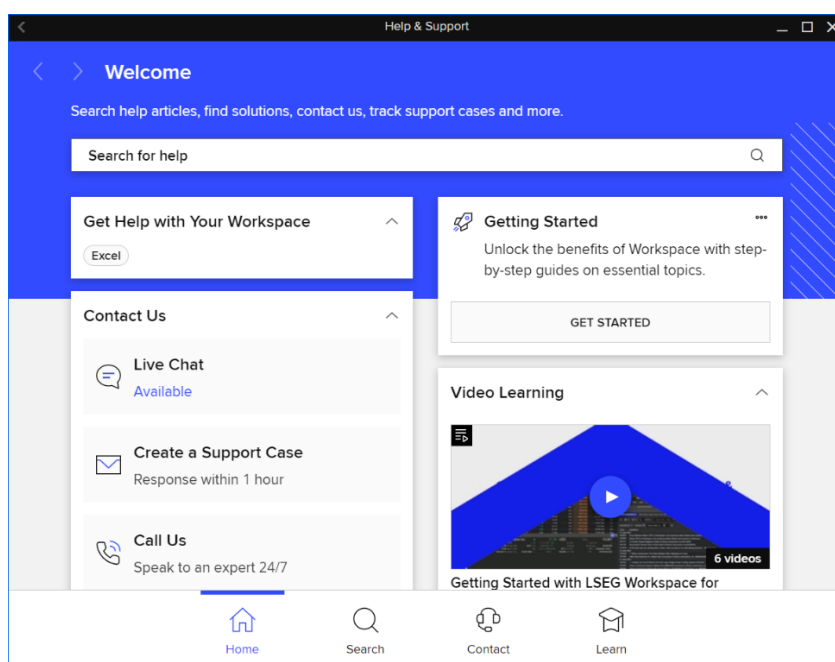 Help & Support
Welcome
Search help articles, find solutions, contact us, track support cases and more.
Search for help
Get Help with Your Workspace
Excel
Contact Us
Live Chat
Available
Create a Support Case
Response within 1 hour
Call Us
Speak to an expert 24/7
Getting Started
Unlock the benefits of Workspace with step-
by-step guides on essential topics.
GET STARTED
Video Learning
6 videos
Getting Started with LSEG Workspace for
Home
Search
Contact
Learn